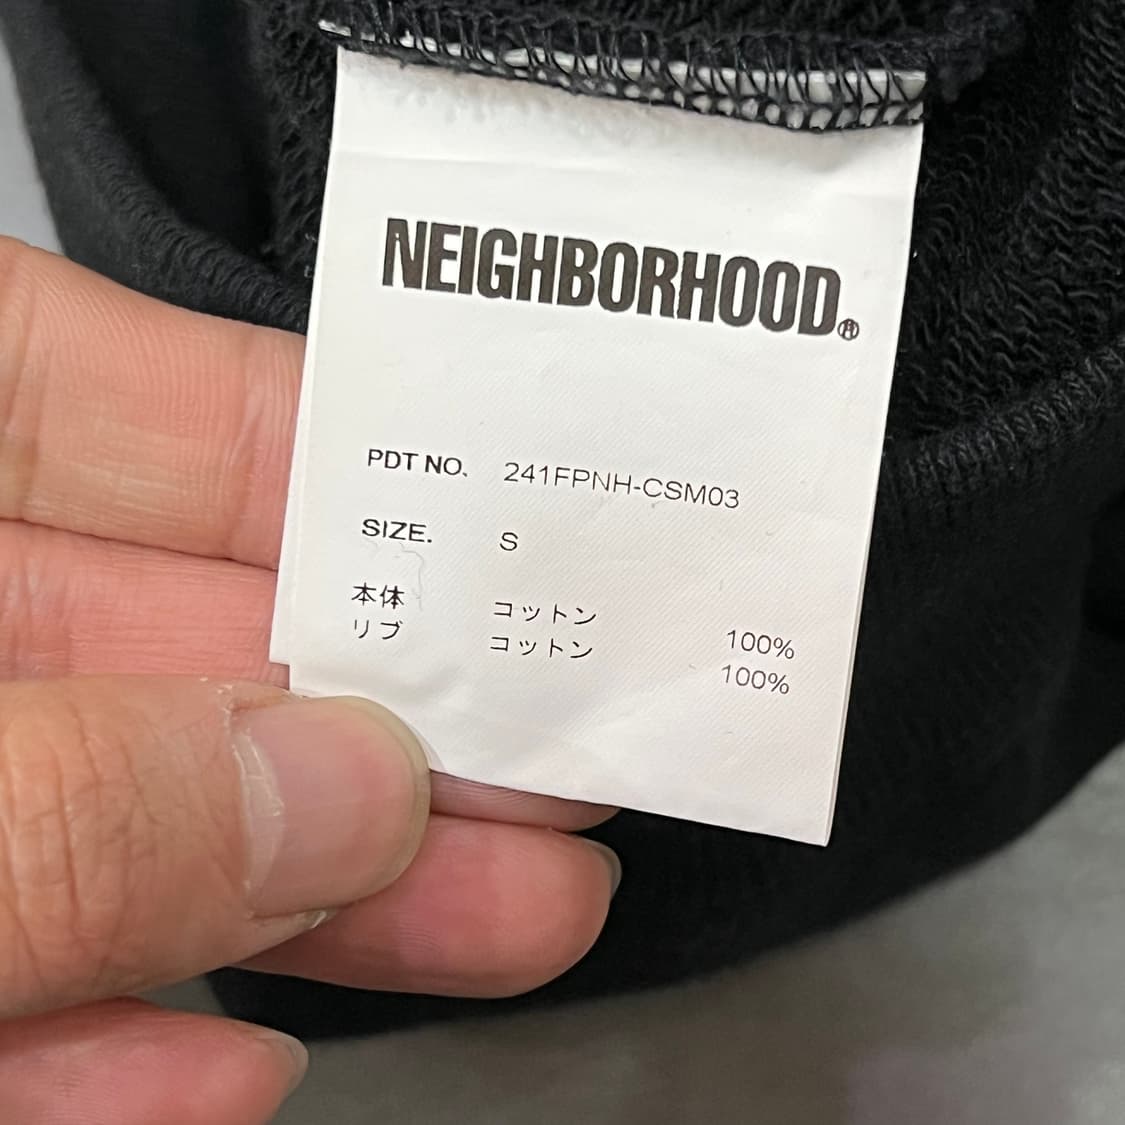 NEIGHBORHOOD®
PDT NO. 241FPNH-CSM03
SIZE. S
本体 コットン 100%
リブ コットン 100%